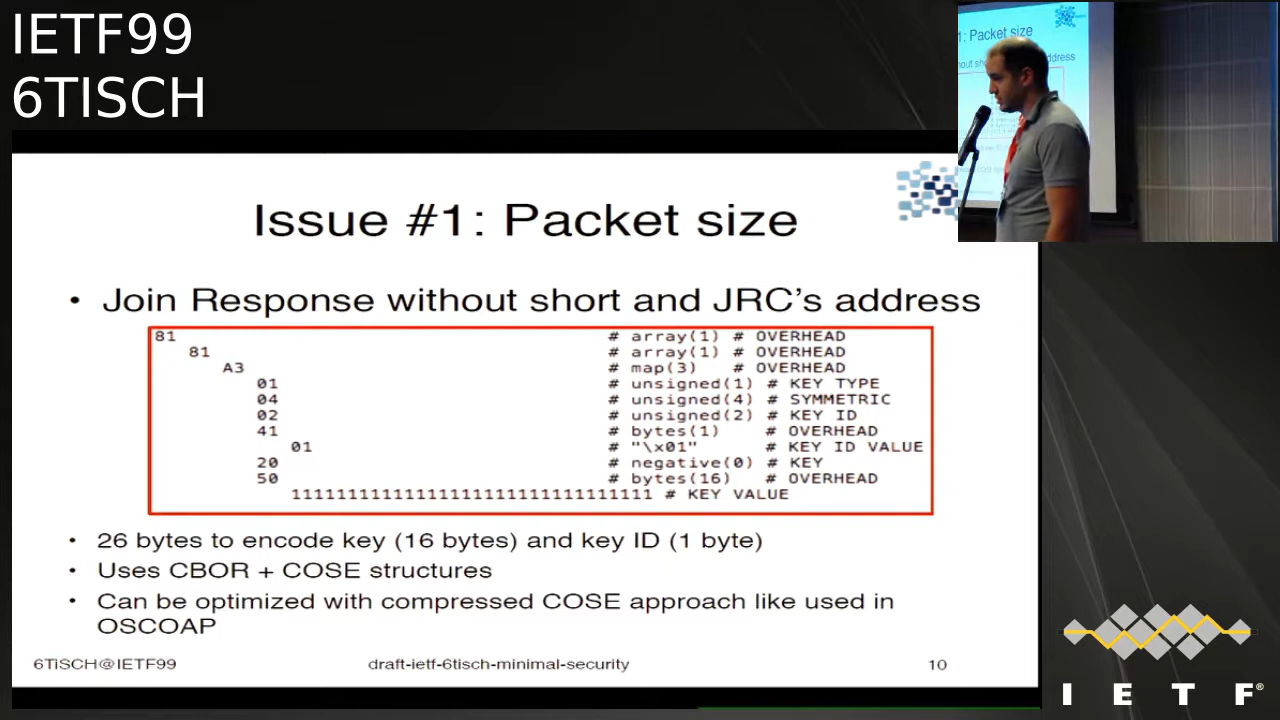 IETF99
6TISCH
1: Packet size
Issue #1: Packet size
• Join Response without short and JRC's address
81 # array(1) # OVERHEAD
81 # array(1) # OVERHEAD
A3 # map(3) # OVERHEAD
01 # unsigned(1) # KEY TYPE
04 # unsigned(4) # SYMMETRIC
02 # unsigned(2) # KEY ID
41 # bytes(1) # OVERHEAD
01 # "\x01" # KEY ID VALUE
20 # negative(0) # KEY
50 # bytes(16) # OVERHEAD
11111111111111111111111111111111 # KEY VALUE
• 26 bytes to encode key (16 bytes) and key ID (1 byte)
• Uses CBOR + COSE structures
• Can be optimized with compressed COSE approach like used in
OSCOAP
6TiSCH@IETF99 draft-ietf-6tisch-minimal-security 10
I E T F®